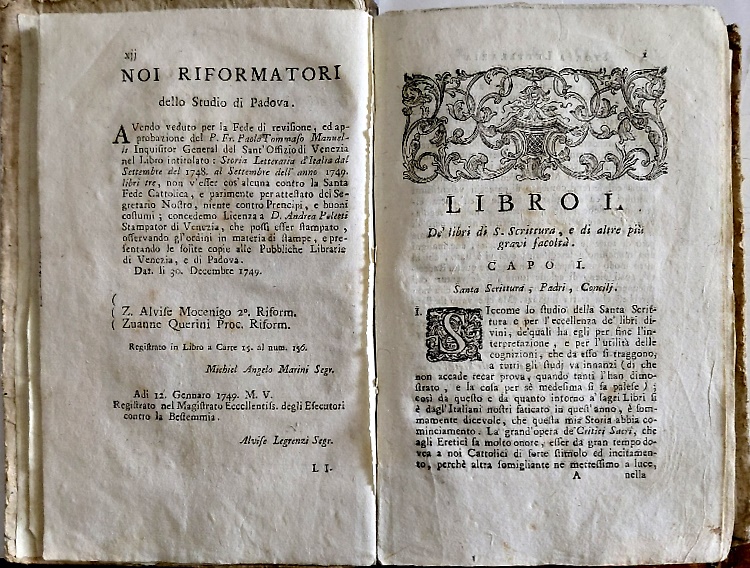 xij
NOI RIFORMATORI
dello Studio di Padova.
AVendo veduto per la Fede di revisione, ed ap-
probazione del P. Fr. Paolo Tommaso Manuel-
li Inquisitor General del Sant' Offizio di Venezia
nel Libro intitolato: Storia Letteraria d'Italia dal
Settembre del 1748. al Settembre dell' anno 1749.
libri tre, non v'esser cos' alcuna contro la Santa
Fede Cattolica, e parimente per attestato del Se-
gretario Nostro, niente contro Prencipi, e buoni
costumi; concedemo Licenza a D. Andrea Poletti
Stampator di Venezia, che possi esser stampato,
osservando gl'ordini in materia di stampe, e pre-
sentando le solite copie alle Pubbliche Librarie
di Venezia, e di Padova.
Dat. li 30. Decembre 1749.
(
( Z. Alvise Mocenigo 2º. Riform.
( Zuanne Querini Proc. Riform.
Registrato in Libro a Carte 15. al num. 136.
Michiel Angelo Marini Segr.
Adi 12. Gennaro 1749. M. V.
Registrato nel Magistrato Eccellentiss. degli Esecutori
contro la Bestemmia.
Alvise Legrenzi Segr.
LI-
1
LIBRO I.
De' libri di S. Scrittura, e di altre più
gravi facoltà.
CAPO I.
Santa Scrittura, Padri, Concilj.
I. SIccome lo studio della Santa Scrit-
tura e per l'eccellenza de' libri di-
vini, de'quali ha egli per fine l'in-
terpretazione, e per l'utilità delle
cognizioni, che da esso si traggono,
a tutti gli studj va innanzi (di che
non accade recar prova, quando tanti l'han dimo-
strato, e la cosa per sè medesima si fa palese);
così da questo e da quanto intorno a'sagri Libri si
è dagl'Italiani nostri faticato in quest'anno, è som-
mamente dicevole, che questa mia Storia abbia co-
minciamento. La grand'opera de' Critici Sacri, che
agli Eretici fa molto onore, esser da gran tempo do-
vea a noi Cattolici di forte stimolo ed incitamen-
to, perchè altra somigliante ne mettessimo a luce,
A nella